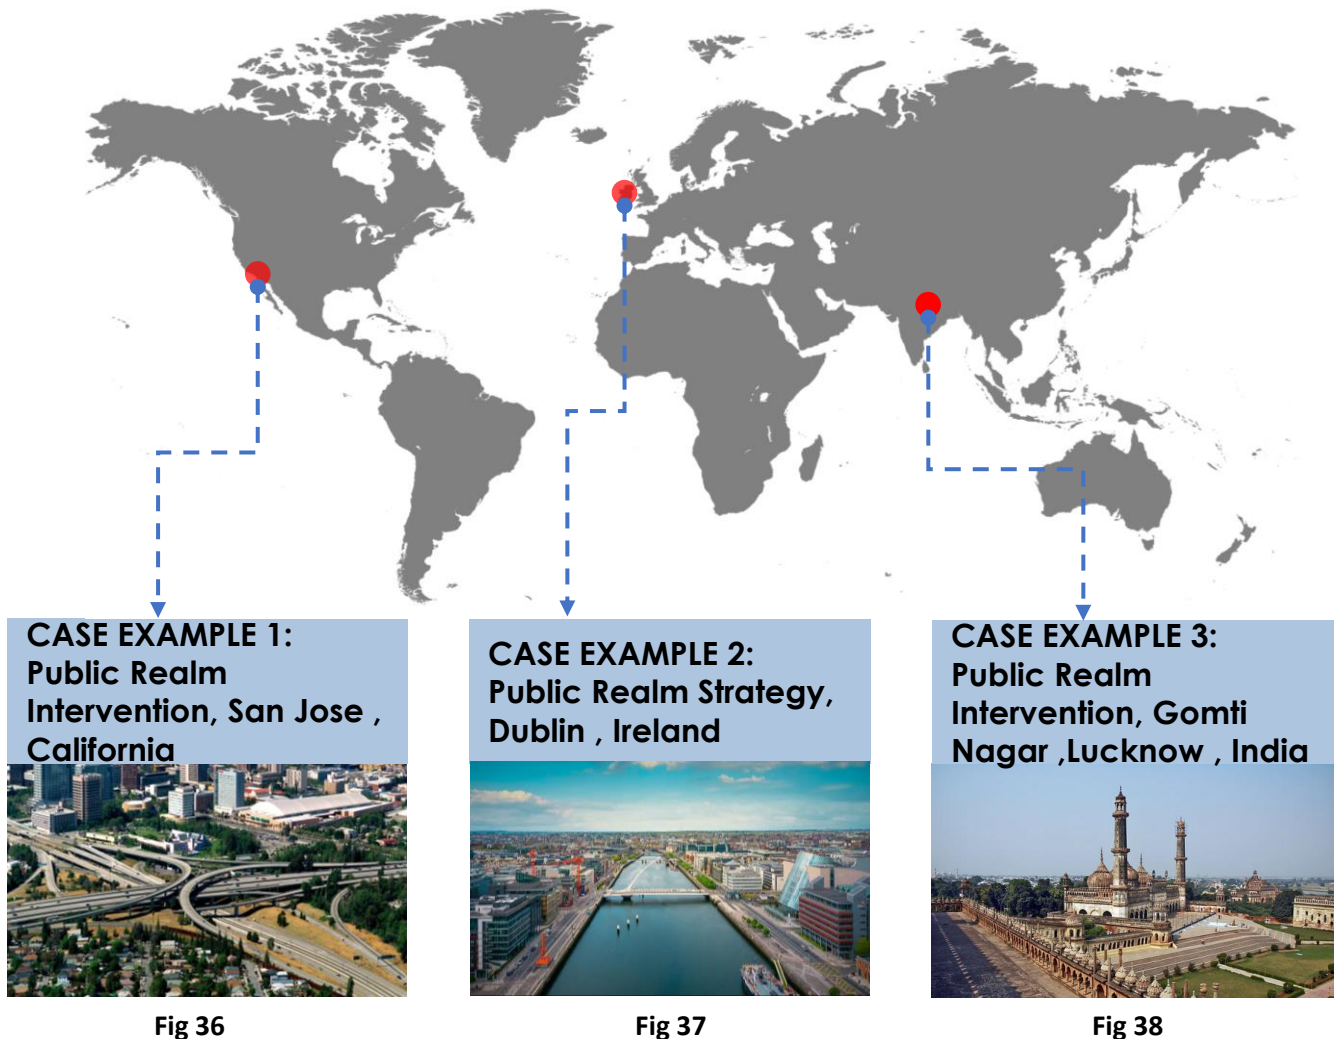 CASE EXAMPLE 1:
Public Realm
Intervention, San Jose ,
California
CASE EXAMPLE 2:
Public Realm Strategy,
Dublin , Ireland
CASE EXAMPLE 3:
Public Realm
Intervention, Gomti
Nagar ,Lucknow , India
Fig 36
Fig 37
Fig 38